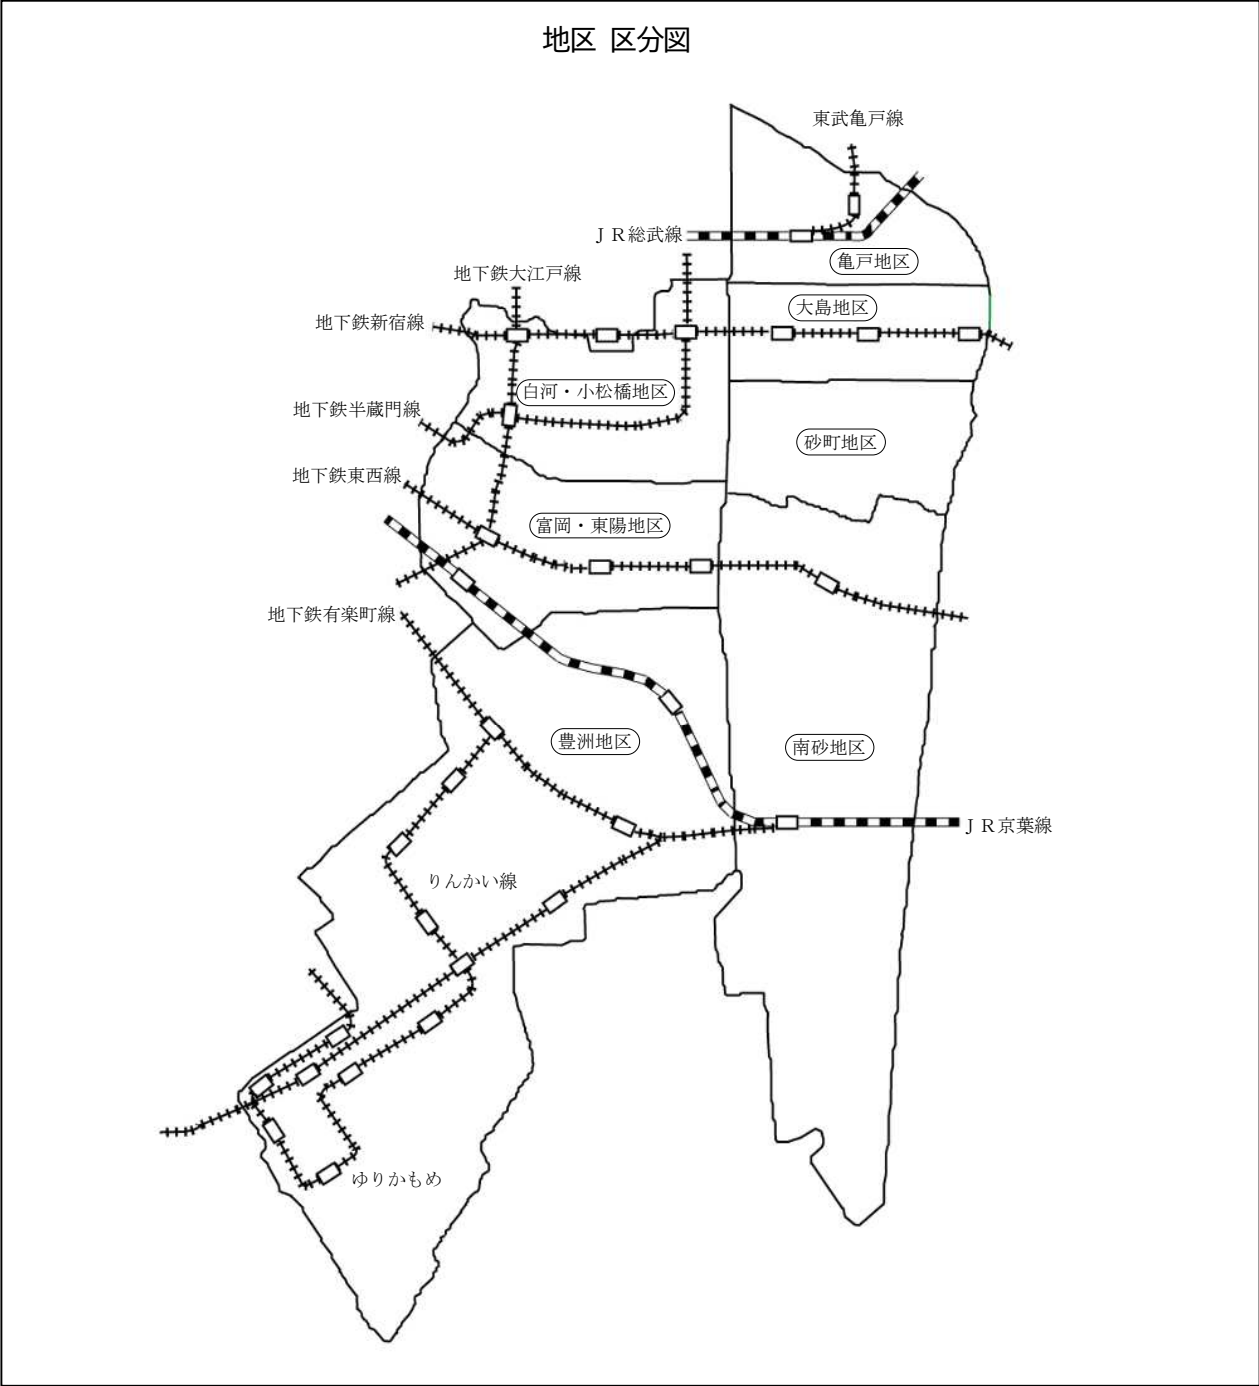 地区 区分図
東武亀戸線
ＪＲ総武線
亀戸地区
地下鉄大江戸線
大島地区
地下鉄新宿線
白河・小松橋地区
地下鉄半蔵門線
砂町地区
地下鉄東西線
富岡・東陽地区
地下鉄有楽町線
豊洲地区
南砂地区
ＪＲ京葉線
りんかい線
ゆりかもめ